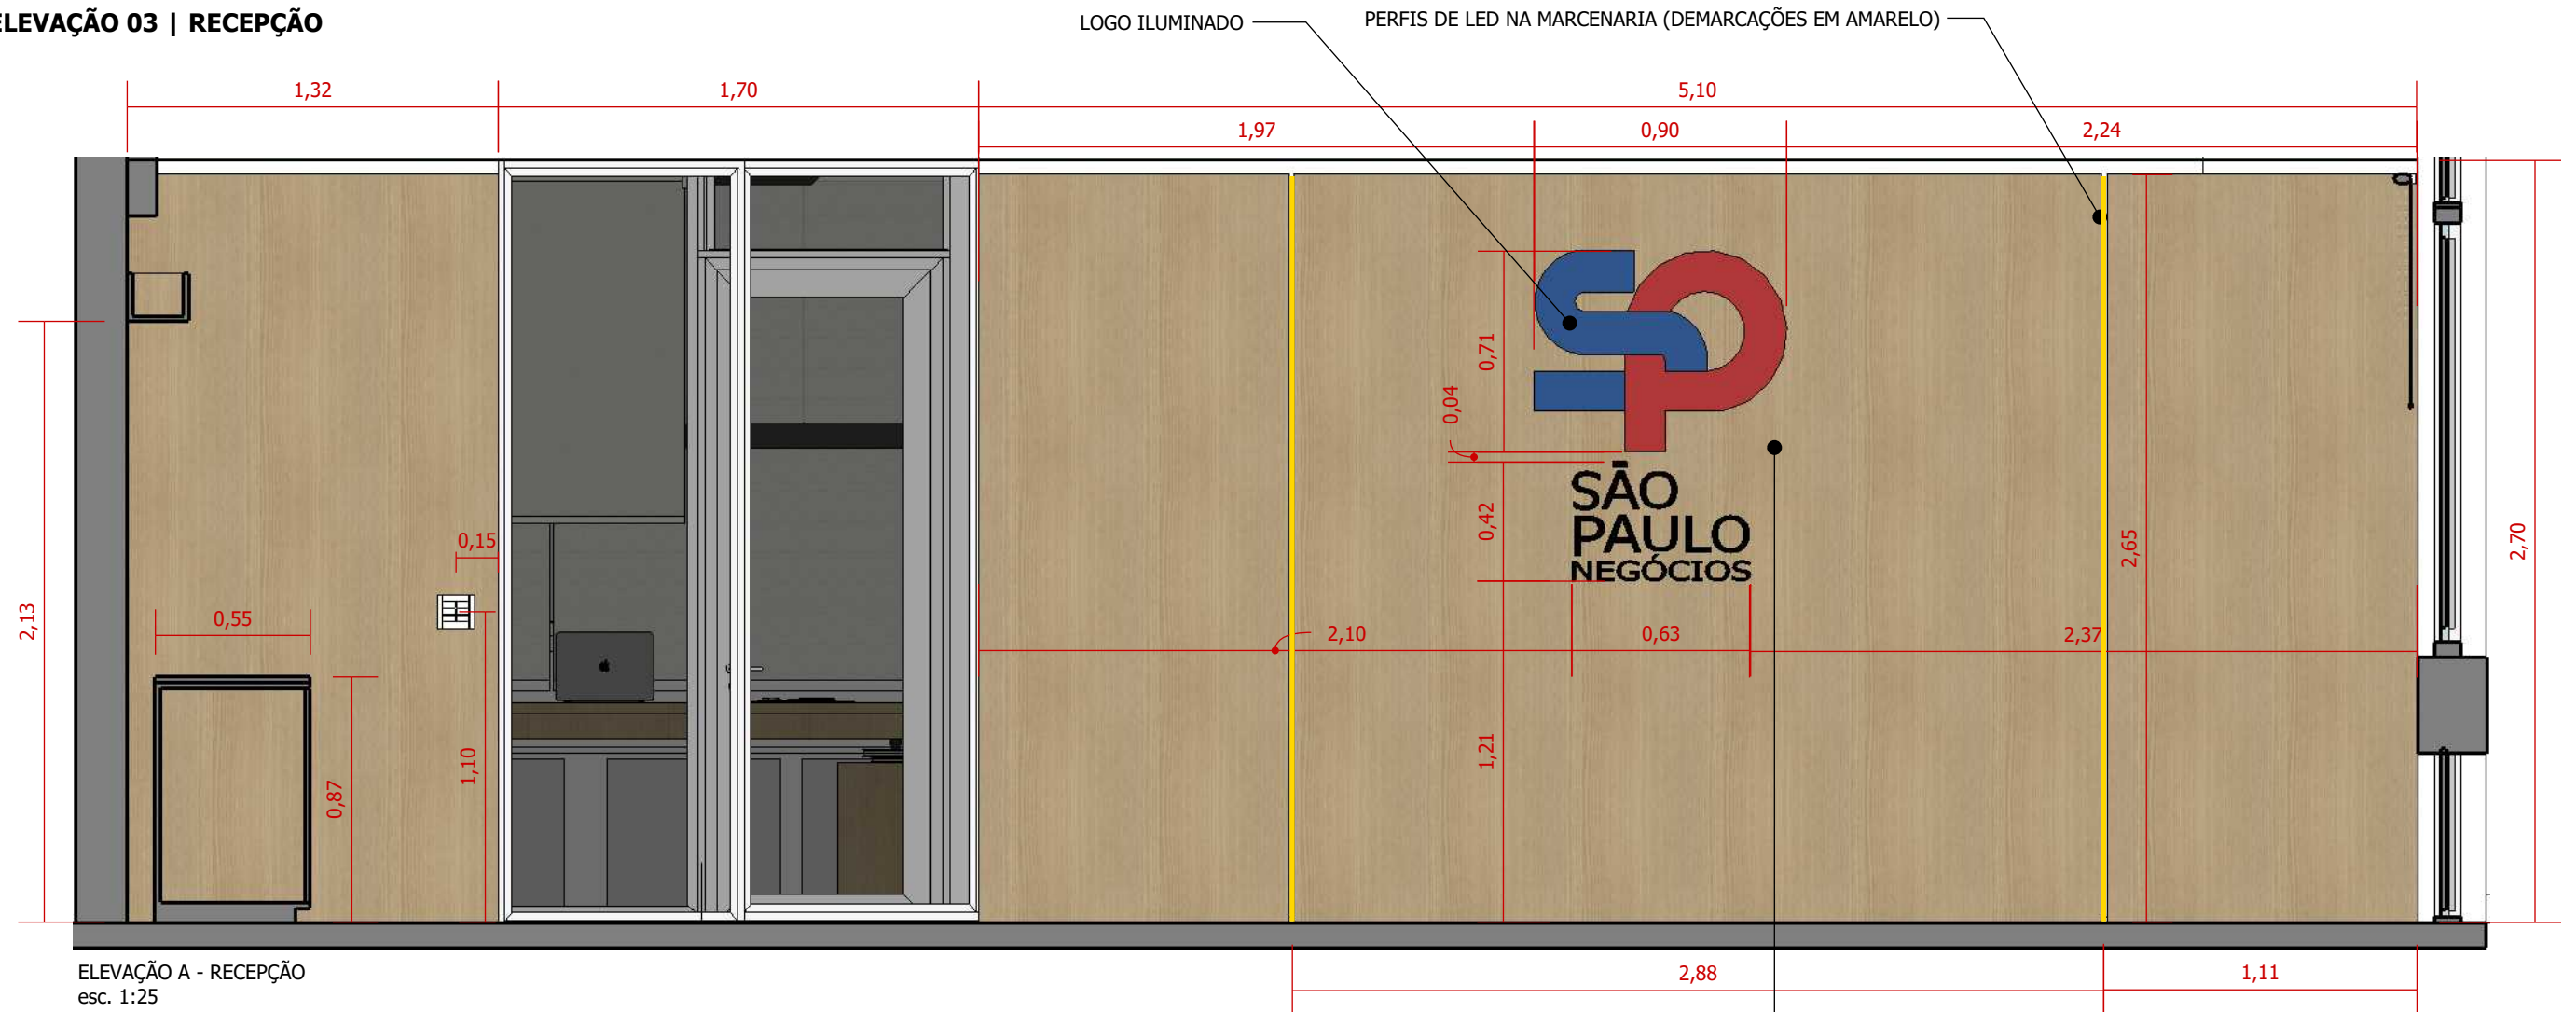 ELEVAÇÃO 03 | RECEPÇÃO
LOGO ILUMINADO
PERFIS DE LED NA MARCENARIA (DEMARCAÇÕES EM AMARELO)
1,32
1,70
5,10
1,97
0,90
2,24
0,71
0,04
SÃO
PAULO
NEGÓCIOS
0,42
0,15
2,65
2,70
2,13
0,55
2,10
0,63
2,37
1,10
1,21
0,87
2,88
1,11
ELEVAÇÃO A - RECEPÇÃO
esc. 1:25